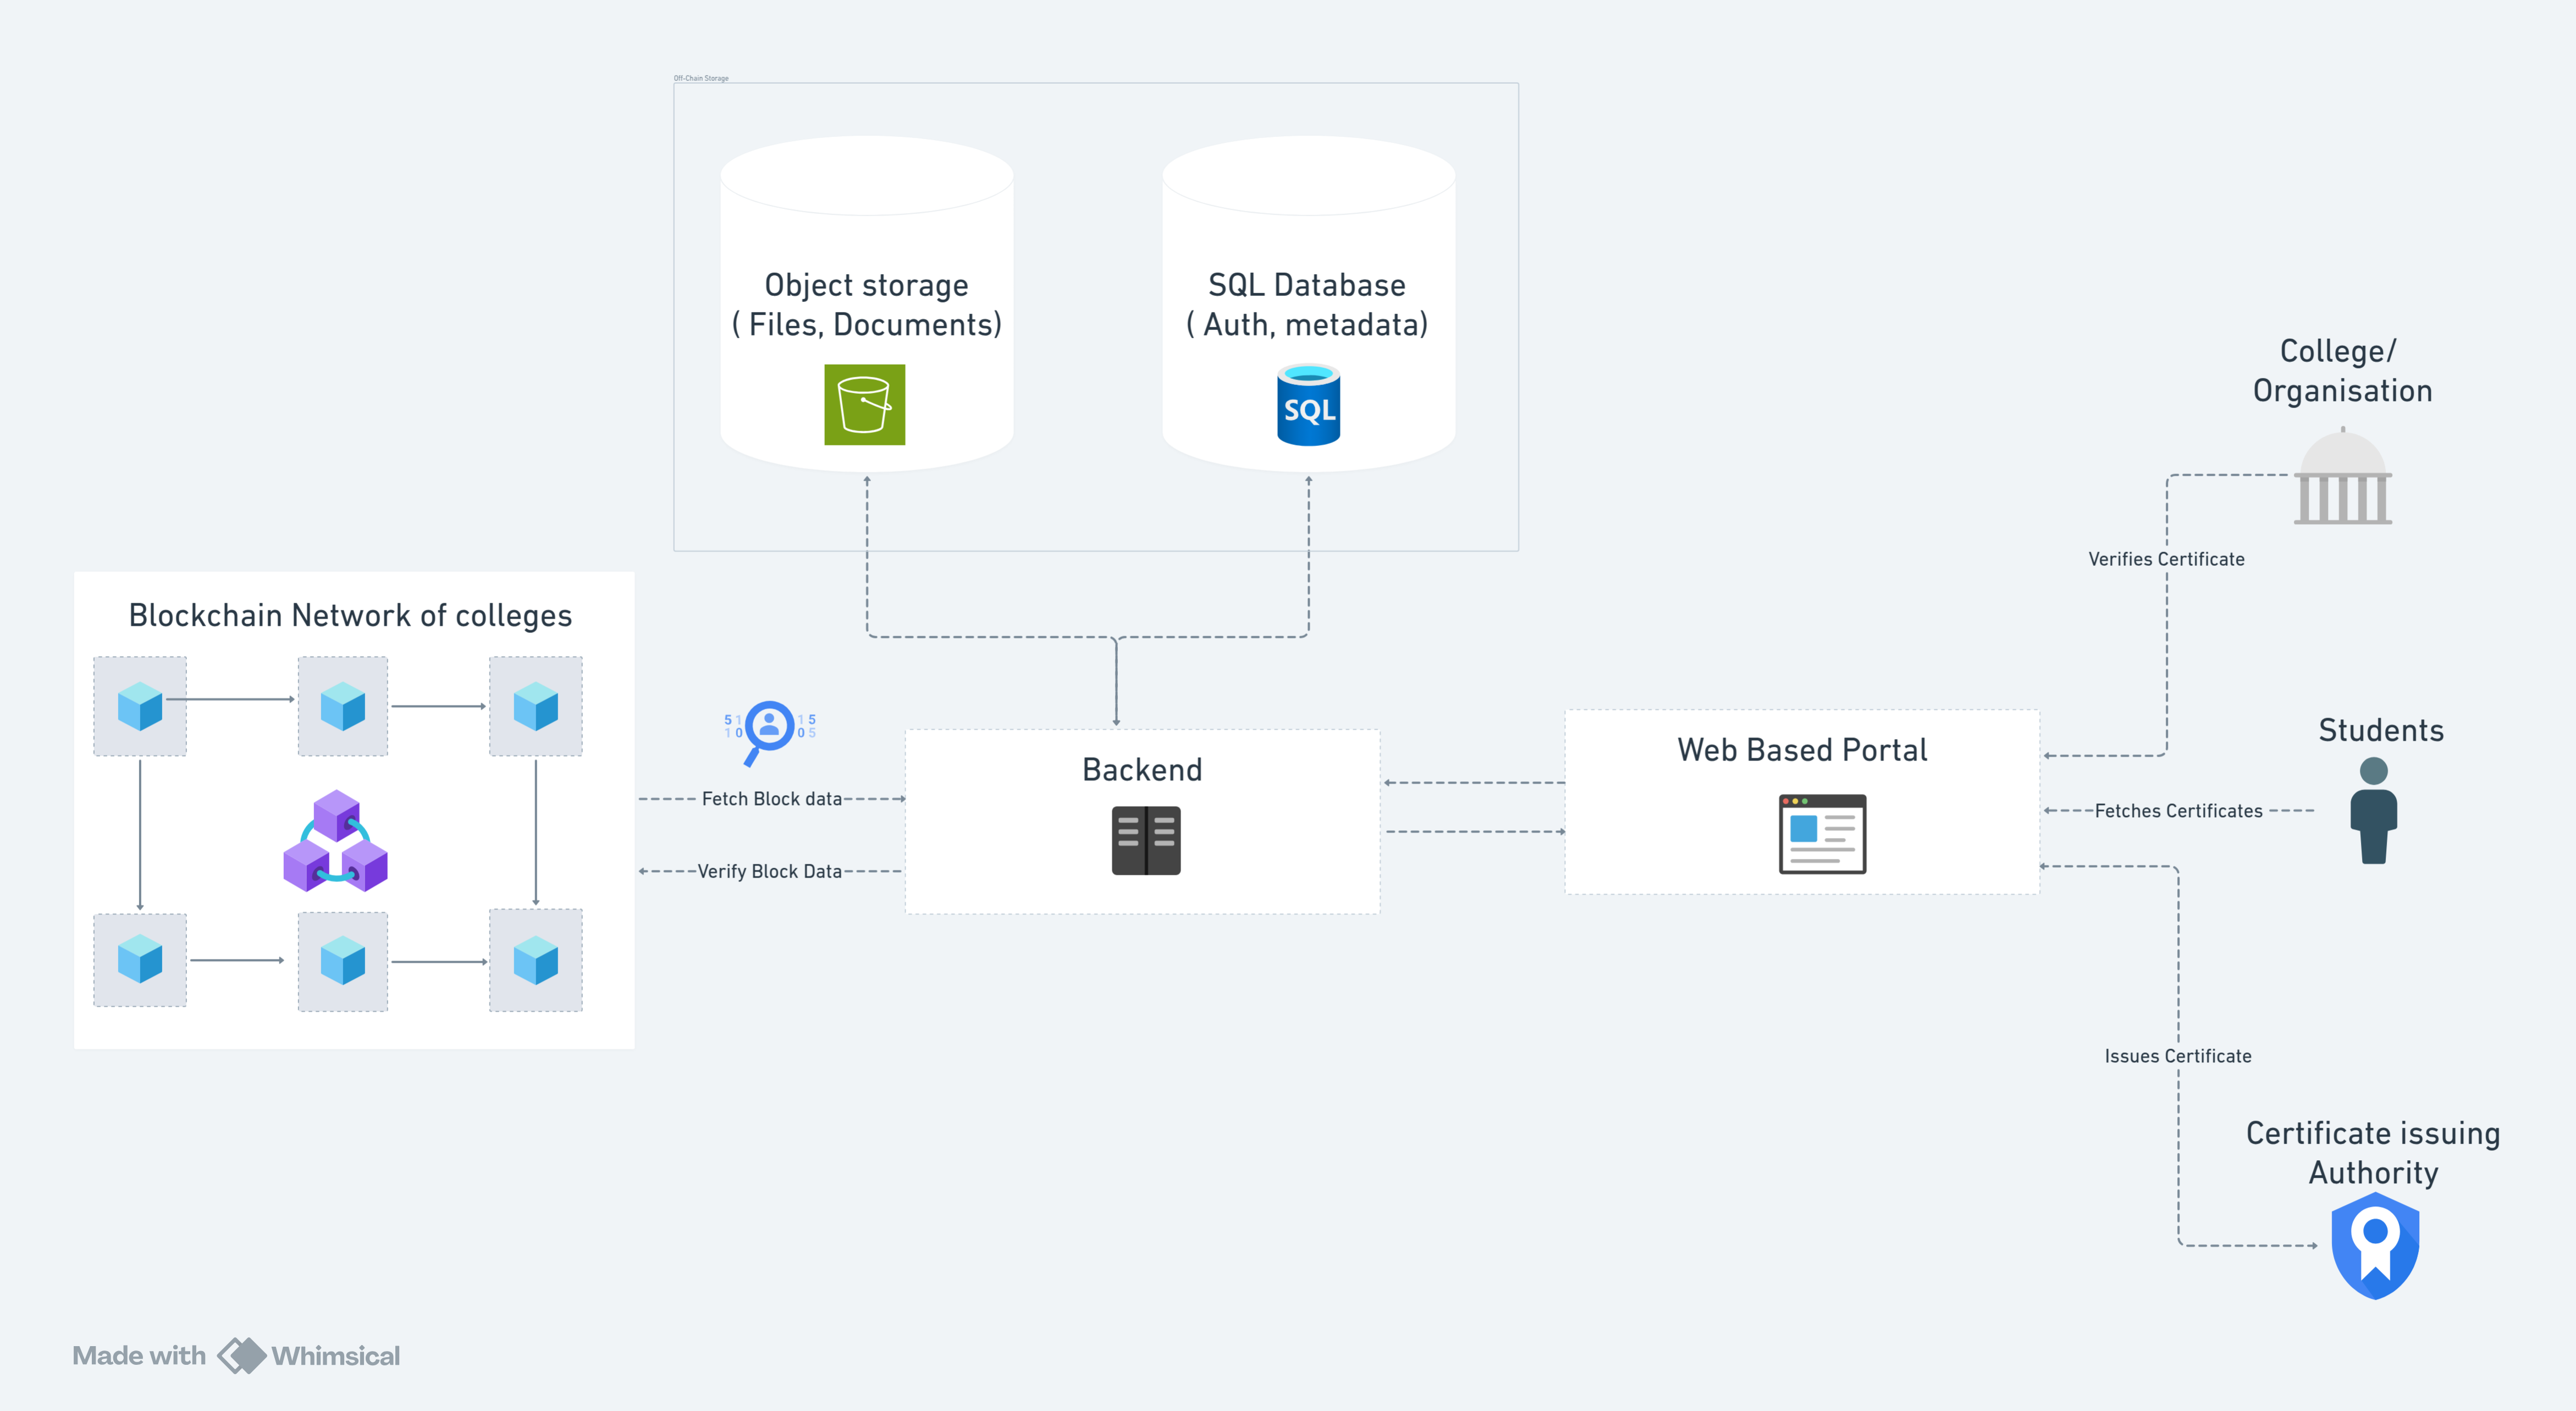 Off-Chain Storage
Object storage
( Files, Documents)
SQL Database
( Auth, metadata)
SQL
College/
Organisation
Verifies Certificate
Blockchain Network of colleges
5 1 1 5
1 0 0 5
Fetch Block data
Verify Block Data
Backend
Web Based Portal
Students
Fetches Certificates
Issues Certificate
Certificate issuing
Authority
Made with Whimsical